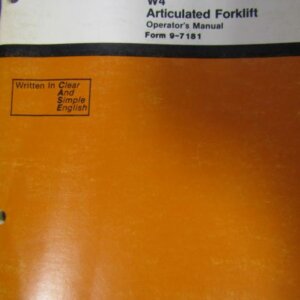 W4
Articulated Forklift
Operator's Manual
Form 9-7181
Written In Clear
And
Simple
English